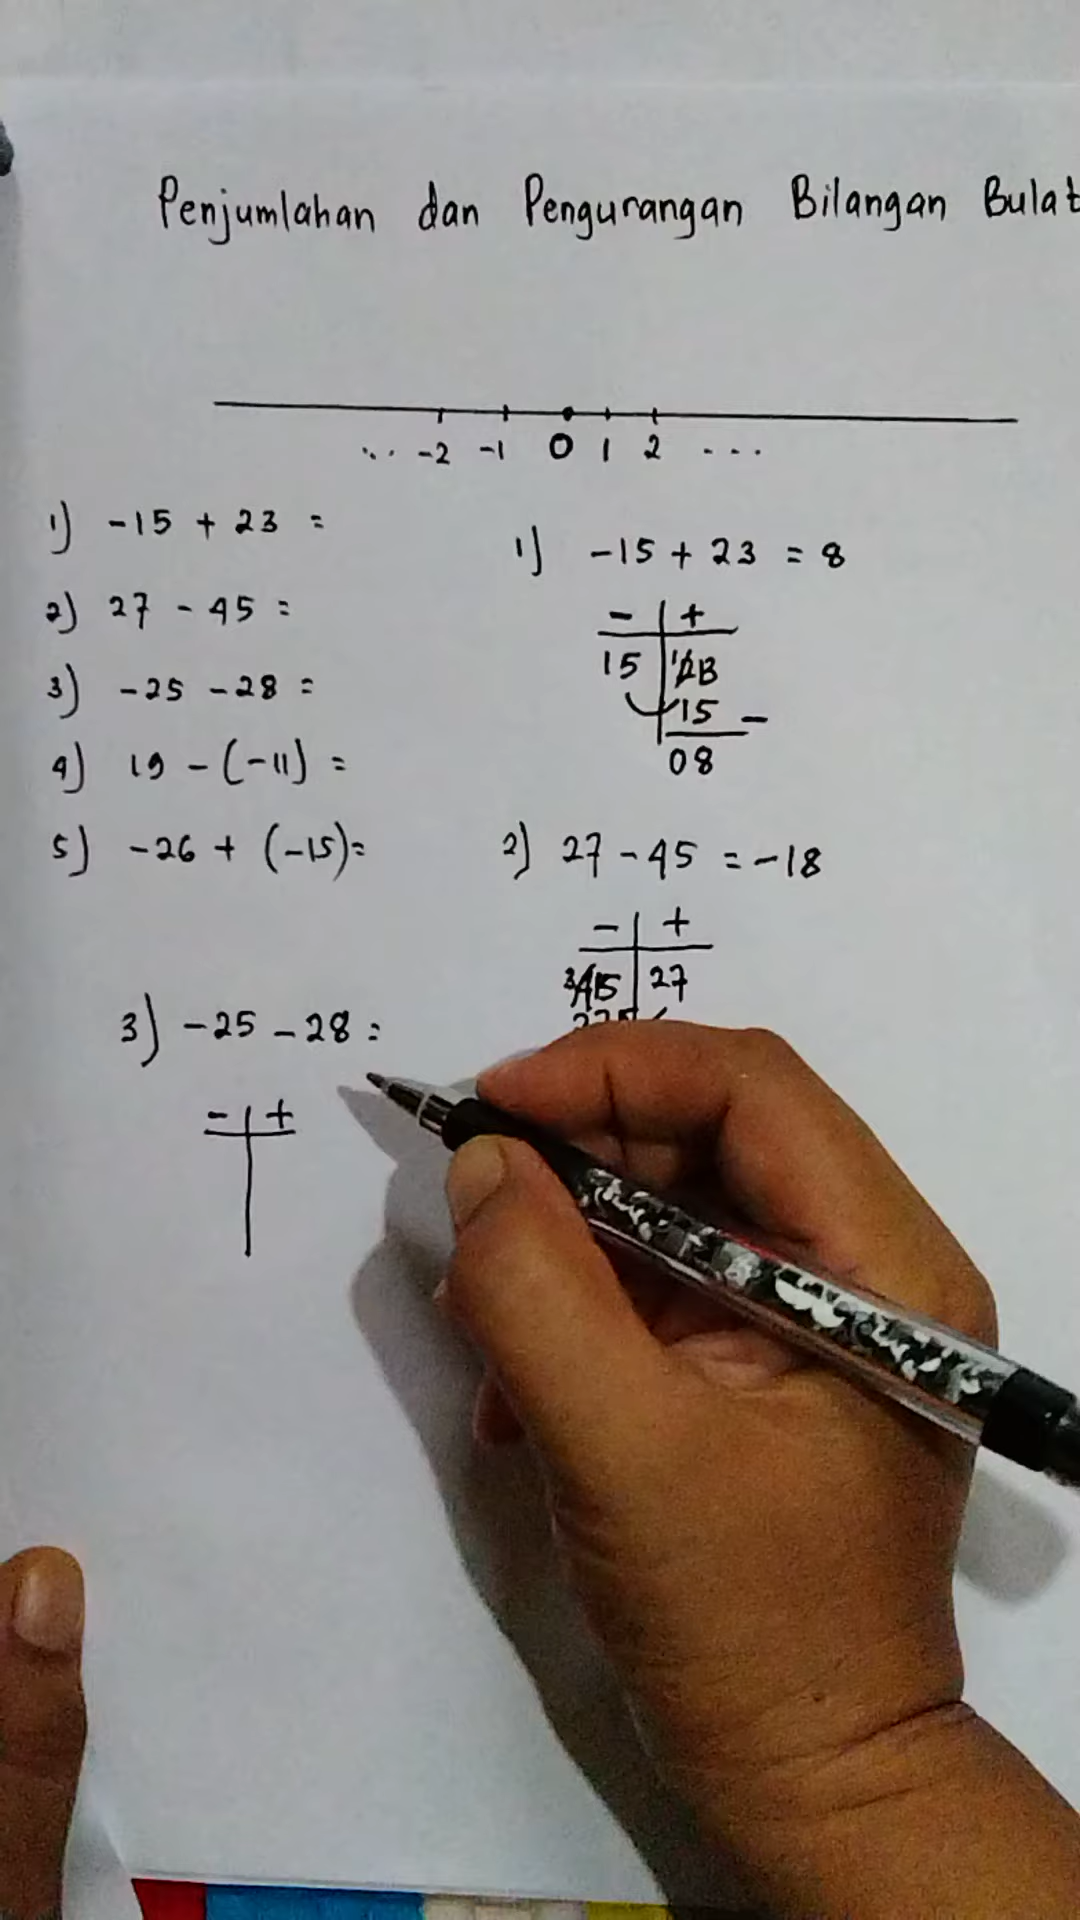 Penjumlahan dan Pengurangan Bilangan Bulat
... -2 -1 0 1 2 ...
1) -15 + 23 =
2) 27 - 45 =
3) -25 - 28 =
4) 19 - (-11) =
5) -26 + (-15) =
1) -15 + 23 = 8
- | +
15
15 -
08
2) 27 - 45 = -18
- | +
27
3) -25 - 28 =
- | +